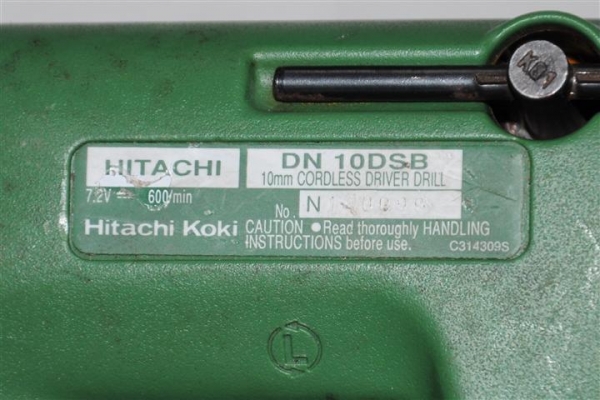 KG1
HITACHI
DN 10DSB
10mm CORDLESS DRIVER DRILL
7.2V ⎓ 600/min
No. N
Hitachi Koki
CAUTION ●Read thoroughly HANDLING
INSTRUCTIONS before use.
C314309S
L